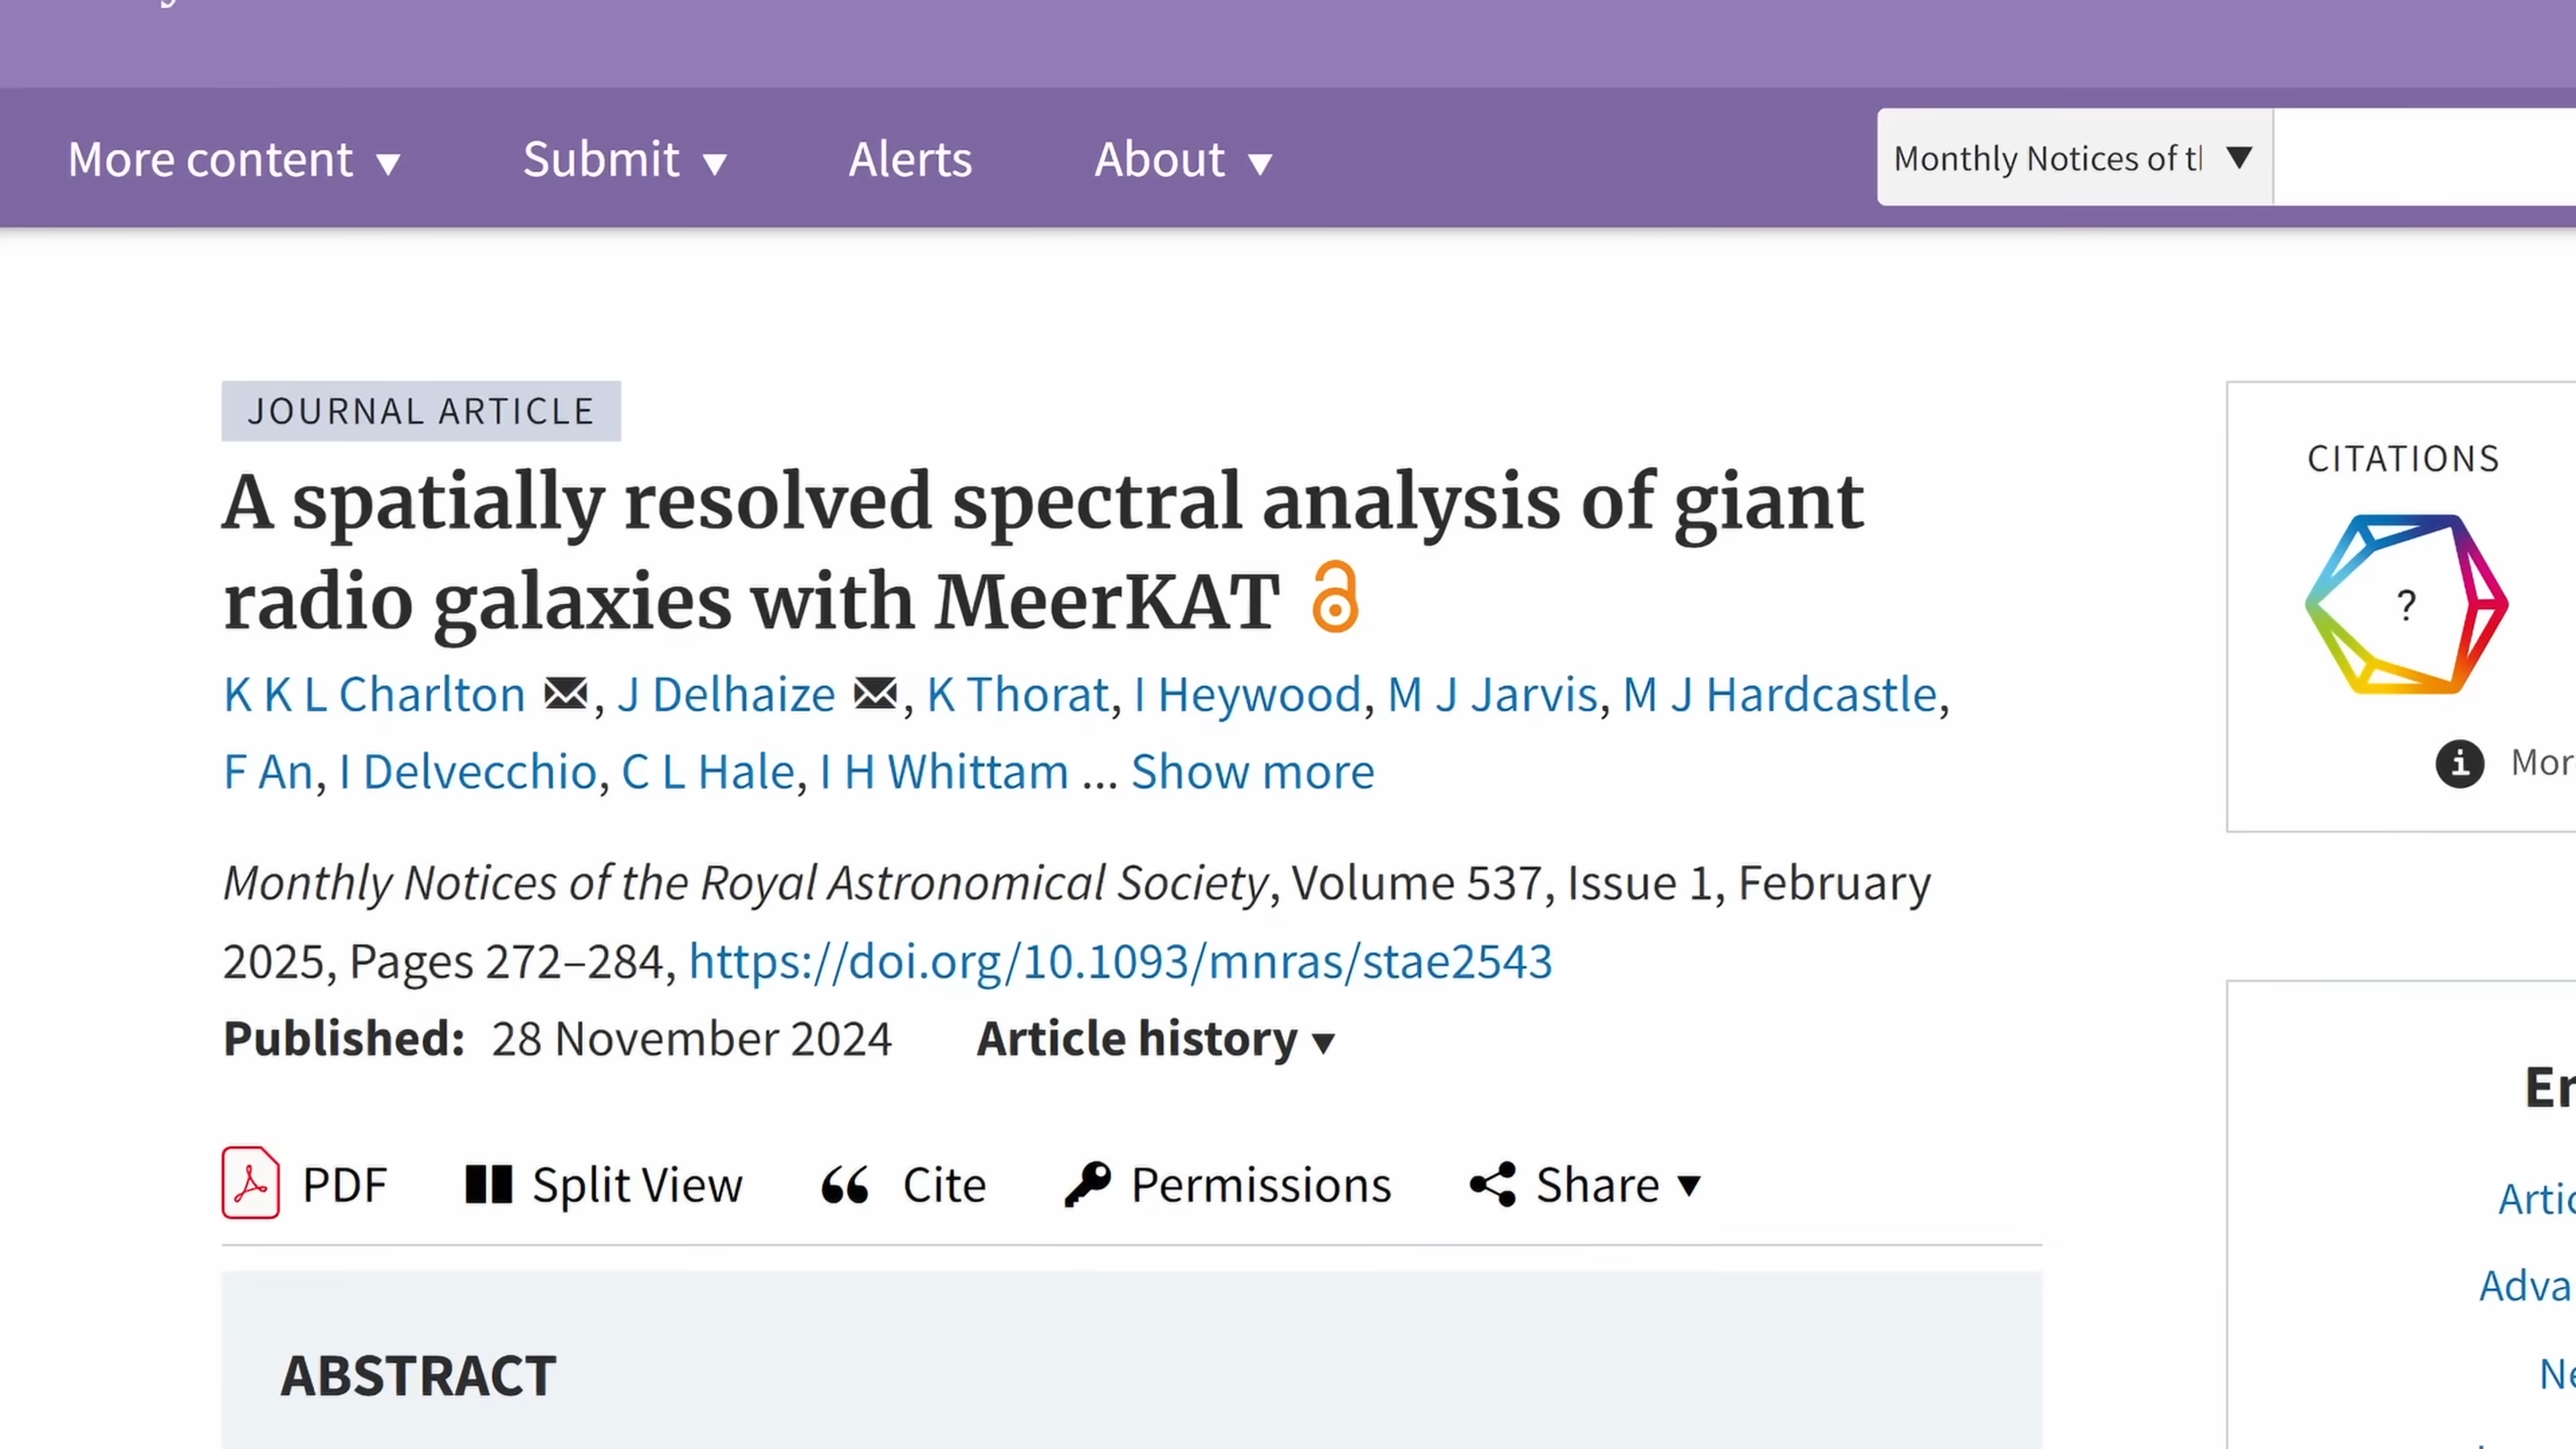 More content ▼ Submit ▼ Alerts About ▼ Monthly Notices of tl ▼
JOURNAL ARTICLE
A spatially resolved spectral analysis of giant
radio galaxies with MeerKAT
K K L Charlton , J Delhaize , K Thorat, I Heywood, M J Jarvis, M J Hardcastle,
F An, I Delvecchio, C L Hale, I H Whittam ... Show more
Monthly Notices of the Royal Astronomical Society, Volume 537, Issue 1, February
2025, Pages 272–284, https://doi.org/10.1093/mnras/stae2543
Published: 28 November 2024 Article history ▼
PDF Split View Cite Permissions Share ▼
ABSTRACT
CITATIONS
?
Mor
Artic
Adva
Ne